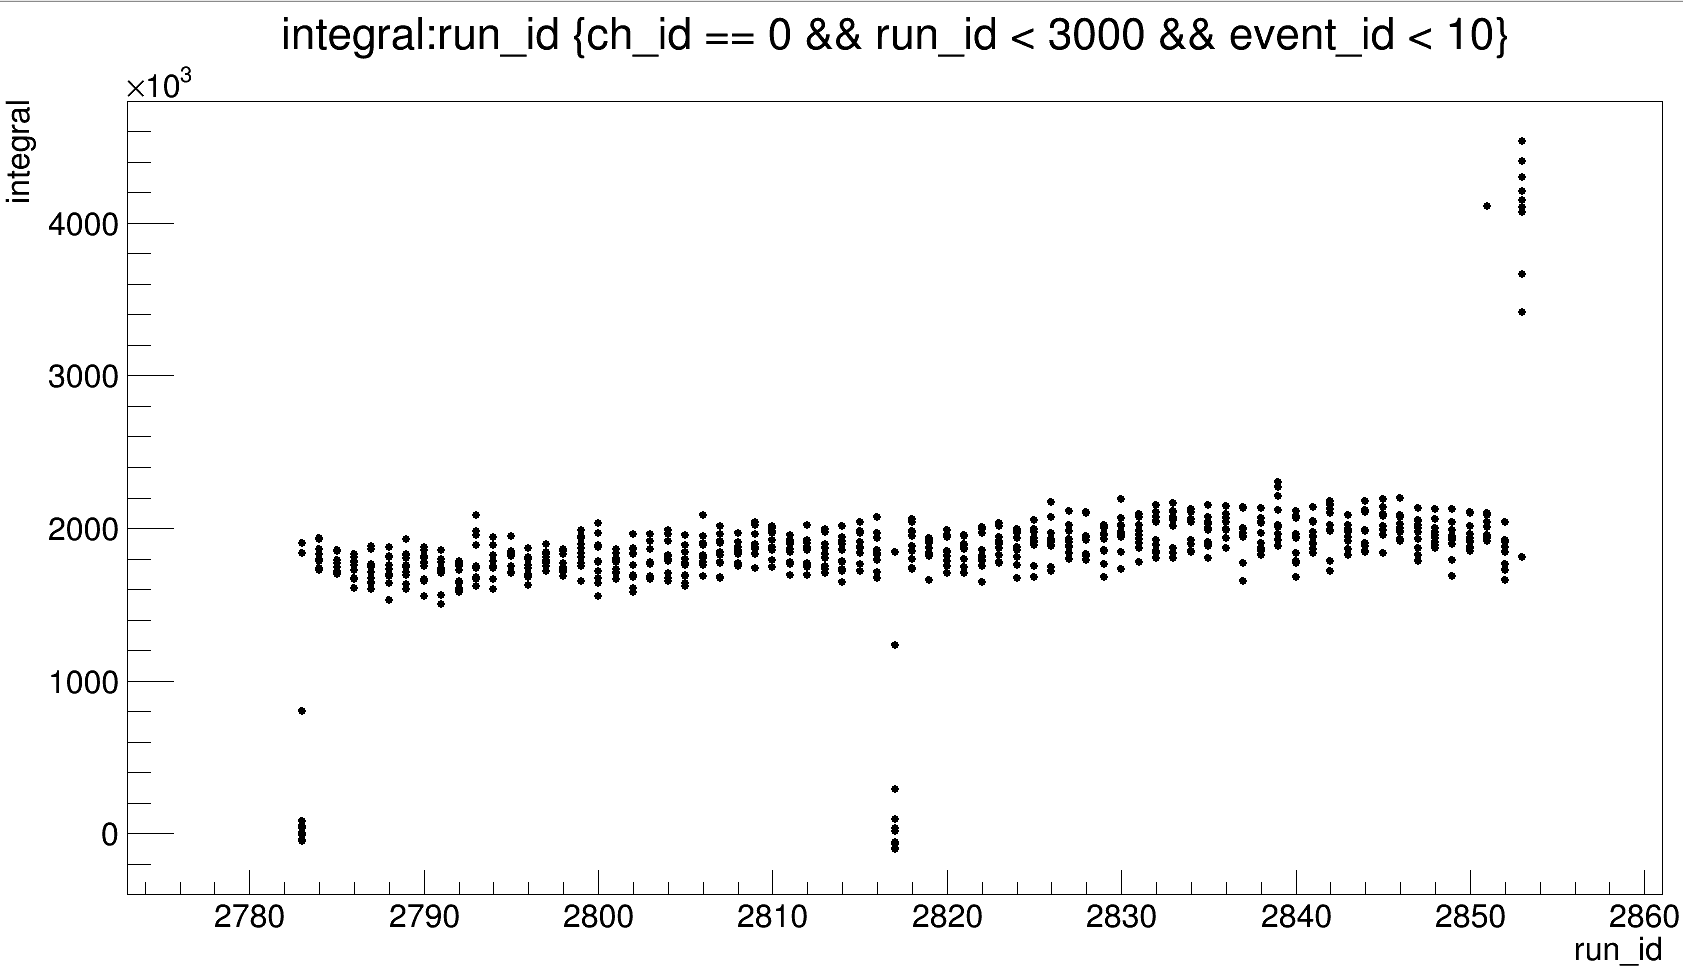 integral:run_id {ch_id == 0 && run_id < 3000 && event_id < 10}
×10³
integral
4000
3000
2000
1000
0
2780 2790 2800 2810 2820 2830 2840 2850 2860
run_id